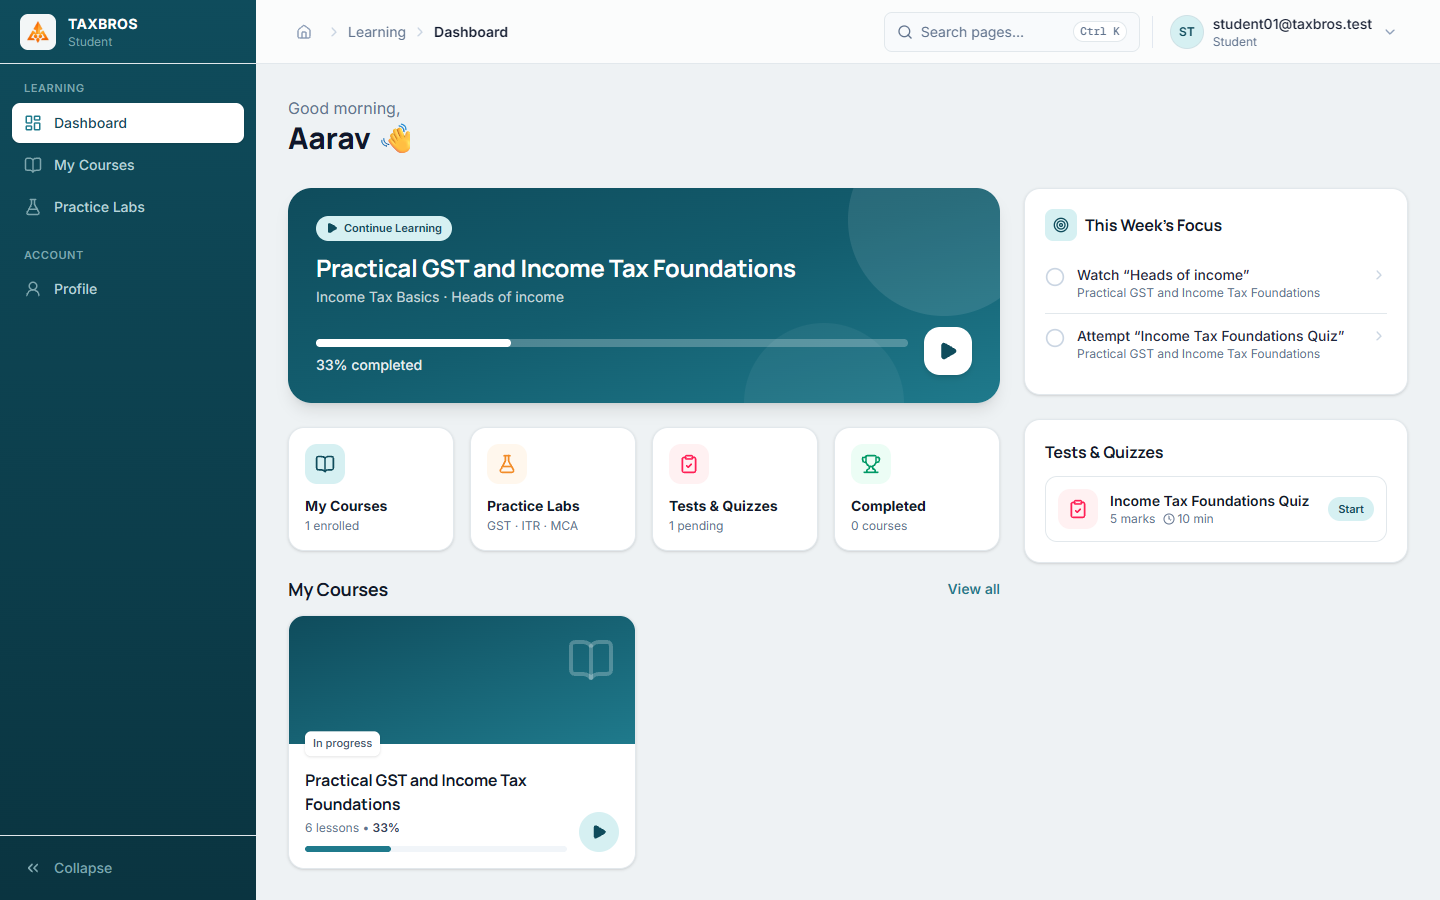 TAXBROS
Student
LEARNING
Dashboard
My Courses
Practice Labs
ACCOUNT
Profile
Collapse
Learning
Dashboard
Search pages...
Ctrl K
ST
student01@taxbros.test
Student
Good morning,
Aarav 👋
Continue Learning
Practical GST and Income Tax Foundations
Income Tax Basics · Heads of income
33% completed
My Courses
1 enrolled
Practice Labs
GST · ITR · MCA
Tests & Quizzes
1 pending
Completed
0 courses
My Courses
View all
In progress
Practical GST and Income Tax
Foundations
6 lessons • 33%
This Week’s Focus
Watch “Heads of income”
Practical GST and Income Tax Foundations
Attempt “Income Tax Foundations Quiz”
Practical GST and Income Tax Foundations
Tests & Quizzes
Income Tax Foundations Quiz
5 marks 10 min
Start